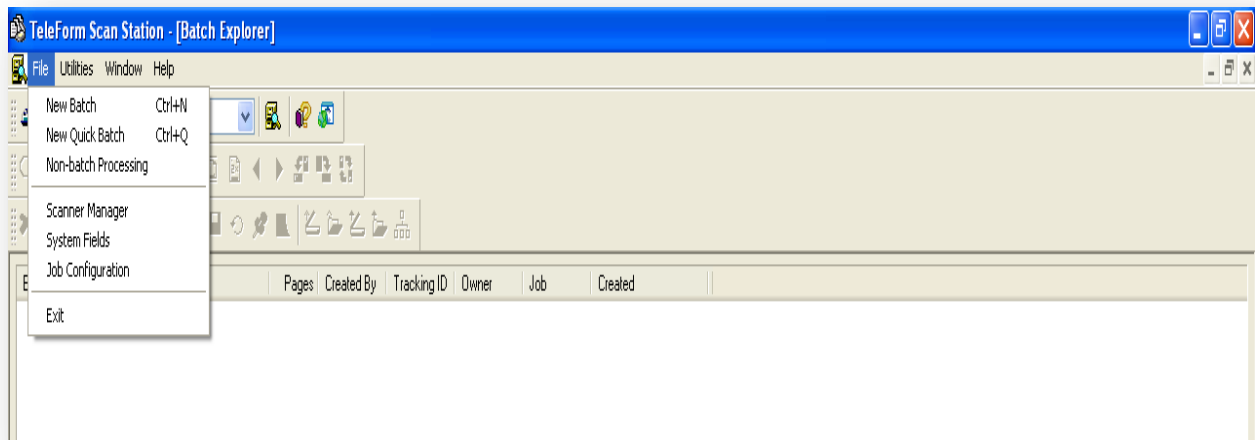 TeleForm Scan Station - [Batch Explorer]
File Utilities Window Help
New Batch Ctrl+N
New Quick Batch Ctrl+Q
Non-batch Processing
Scanner Manager
System Fields
Job Configuration
Exit
Pages Created By Tracking ID Owner Job Created